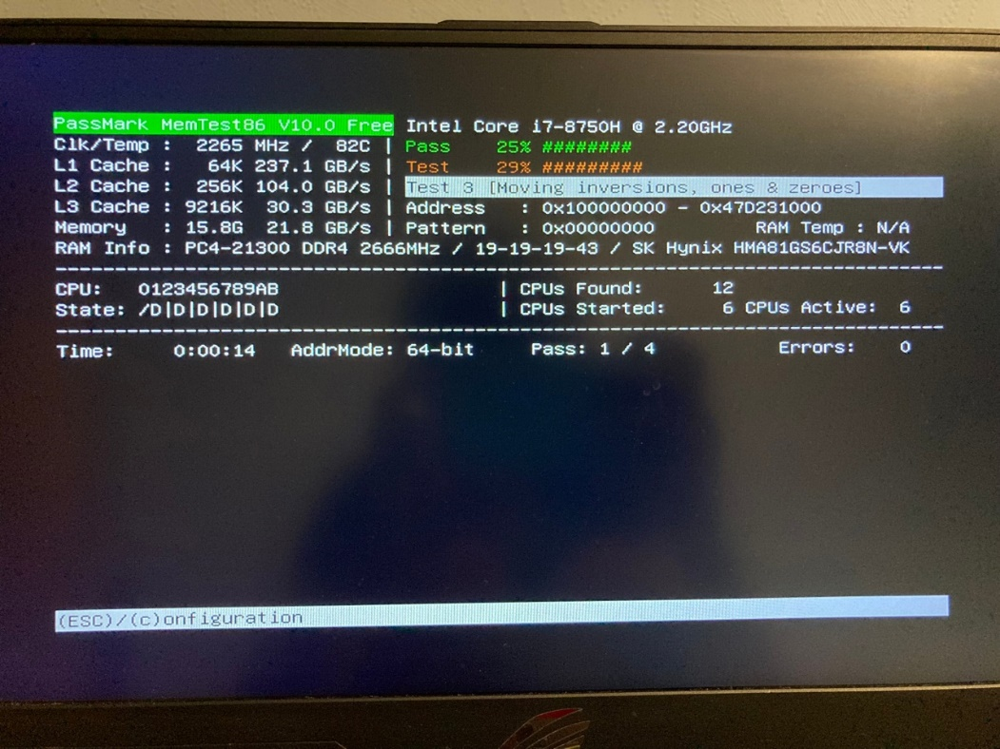 PassMark MemTest86 V10.0 Free Intel Core i7-8750H @ 2.20GHz
Clk/Temp : 2265 MHz / 82C | Pass 25% ########
L1 Cache : 64K 237.1 GB/s | Test 29% #########
L2 Cache : 256K 104.0 GB/s | Test 3 [Moving inversions, ones & zeroes]
L3 Cache : 9216K 30.3 GB/s | Address : 0x100000000 - 0x47D231000
Memory : 15.8G 21.8 GB/s | Pattern : 0x00000000 RAM Temp : N/A
RAM Info : PC4-21300 DDR4 2666MHz / 19-19-19-43 / SK Hynix HMA81GS6CJR8N-VK
CPU: 0123456789AB | CPUs Found: 12
State: /D|D|D|D|D|D | CPUs Started: 6 CPUs Active: 6
Time: 0:00:14 AddrMode: 64-bit Pass: 1 / 4 Errors: 0
(ESC)/(c)onfiguration